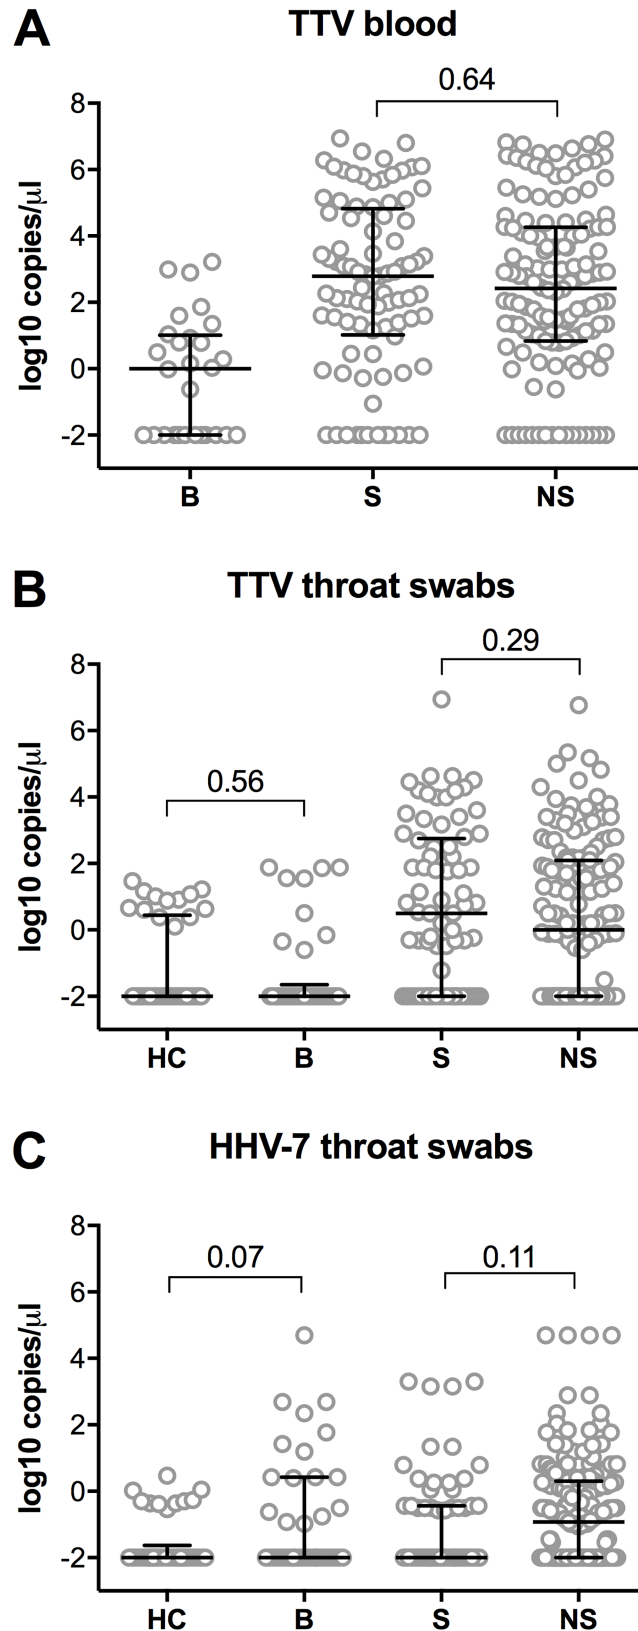 A
TTV blood
0.64
log10 copies/µl
8
6
4
2
0
-2
B S NS
B
TTV throat swabs
0.29
0.56
log10 copies/µl
8
6
4
2
0
-2
HC B S NS
C
HHV-7 throat swabs
0.07 0.11
log10 copies/µl
8
6
4
2
0
-2
HC B S NS